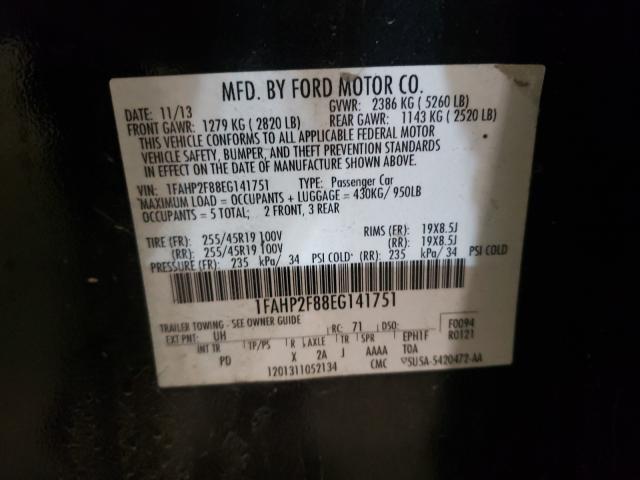 MFD. BY FORD MOTOR CO.
DATE: 11/13 GVWR: 2386 KG ( 5260 LB)
FRONT GAWR: 1279 KG ( 2820 LB) REAR GAWR: 1143 KG ( 2520 LB)
THIS VEHICLE CONFORMS TO ALL APPLICABLE FEDERAL MOTOR
VEHICLE SAFETY, BUMPER, AND THEFT PREVENTION STANDARDS
IN EFFECT ON THE DATE OF MANUFACTURE SHOWN ABOVE.
VIN: 1FAHP2F88EG141751 TYPE: Passenger Car
MAXIMUM LOAD = OCCUPANTS + LUGGAGE = 430KG/ 950LB
OCCUPANTS = 5 TOTAL; 2 FRONT, 3 REAR
TIRE (FR): 255/45R19 100V RIMS (FR): 19X8.5J
(RR): 255/45R19 100V (RR): 19X8.5J
PRESSURE (FR): 235 kPa/ 34 PSI COLD (RR): 235 kPa/ 34 PSI COLD
1FAHP2F88EG141751
TRAILER TOWING - SEE OWNER GUIDE
EXT PNT: UH RC: 71 DSO: F0094
INT TR TP/PS R AXLE TR SPR EPH1F R0121
PD X 2A J AAAA TOA
1201311052134 CMC SUSA-5420472-AA